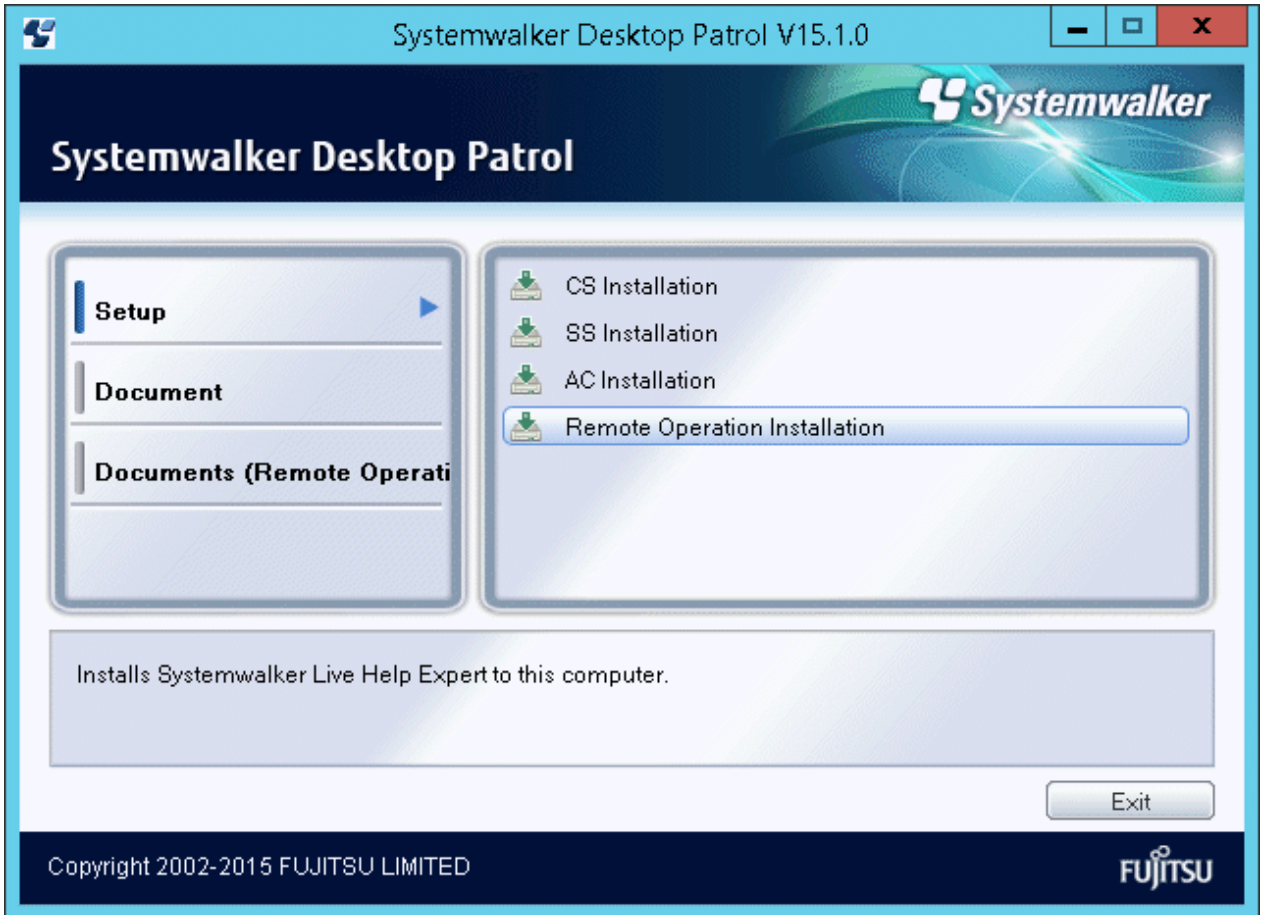 Systemwalker Desktop Patrol V15.1.0
Systemwalker
Systemwalker Desktop Patrol
Setup
Document
Documents (Remote Operati
CS Installation
SS Installation
AC Installation
Remote Operation Installation
Installs Systemwalker Live Help Expert to this computer.
Exit
Copyright 2002-2015 FUJITSU LIMITED
FUJITSU